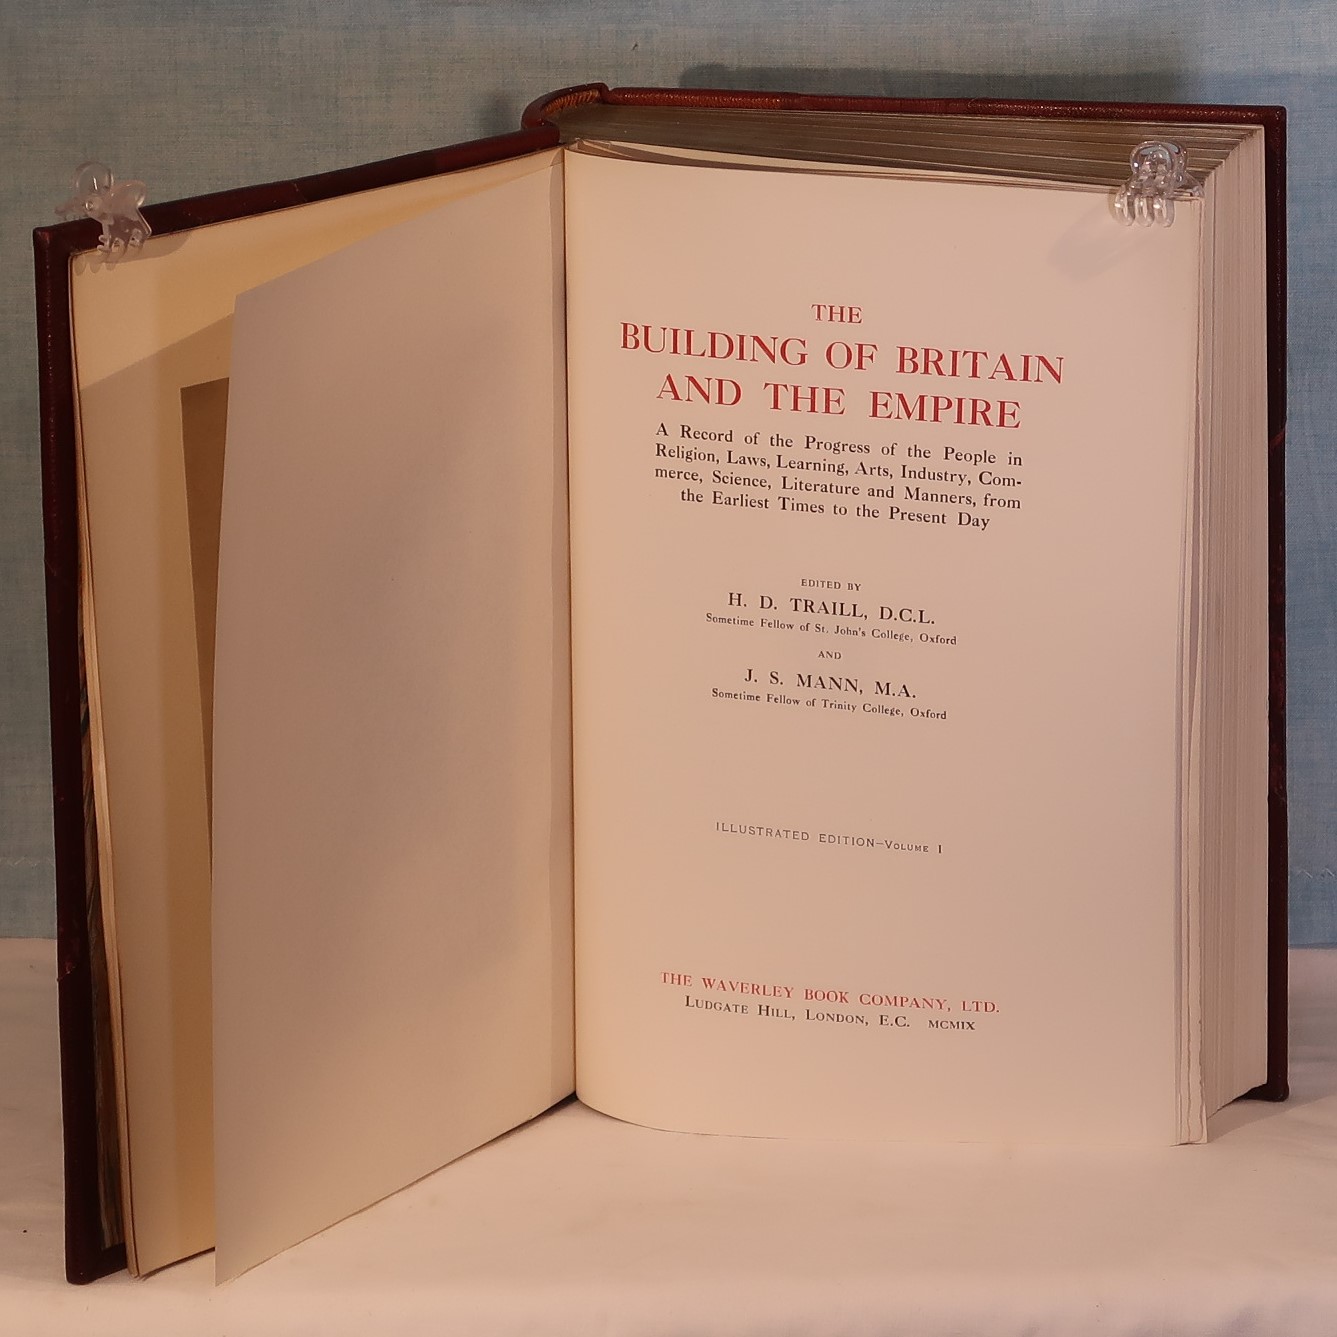 THE
BUILDING OF BRITAIN
AND THE EMPIRE
A Record of the Progress of the People in
Religion, Laws, Learning, Arts, Industry, Com-
merce, Science, Literature and Manners, from
the Earliest Times to the Present Day
EDITED BY
H. D. TRAILL, D.C.L.
Sometime Fellow of St. John's College, Oxford
AND
J. S. MANN, M.A.
Sometime Fellow of Trinity College, Oxford
ILLUSTRATED EDITION—VOLUME I
THE WAVERLEY BOOK COMPANY, LTD.
LUDGATE HILL, LONDON, E.C. MCMIX